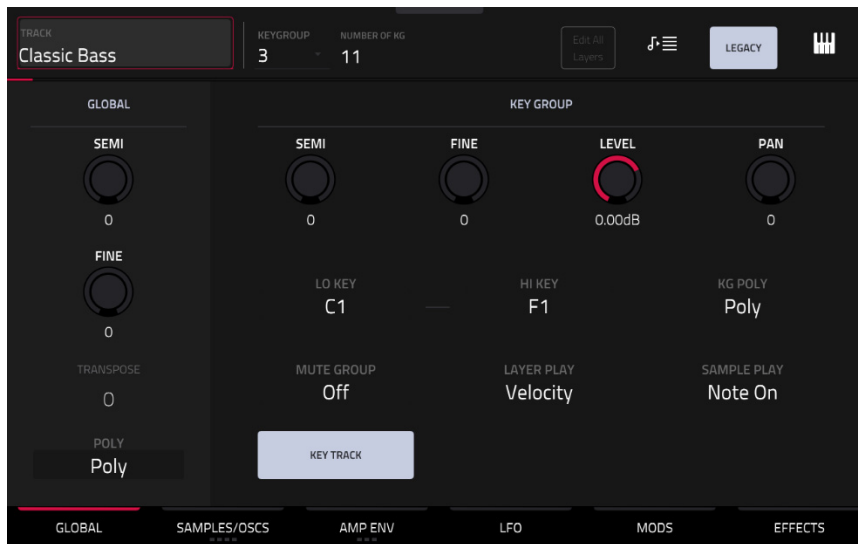 TRACK
Classic Bass
KEYGROUP
3
NUMBER OF KG
11
Edit All
Layers
LEGACY
GLOBAL
SEMI
0
FINE
0
TRANSPOSE
0
POLY
Poly
KEY GROUP
SEMI
FINE
LEVEL
PAN
0
0
0.00dB
0
LO KEY
C1
HI KEY
F1
KG POLY
Poly
MUTE GROUP
Off
LAYER PLAY
Velocity
SAMPLE PLAY
Note On
KEY TRACK
GLOBAL
SAMPLES/OSCS
AMP ENV
LFO
MODS
EFFECTS